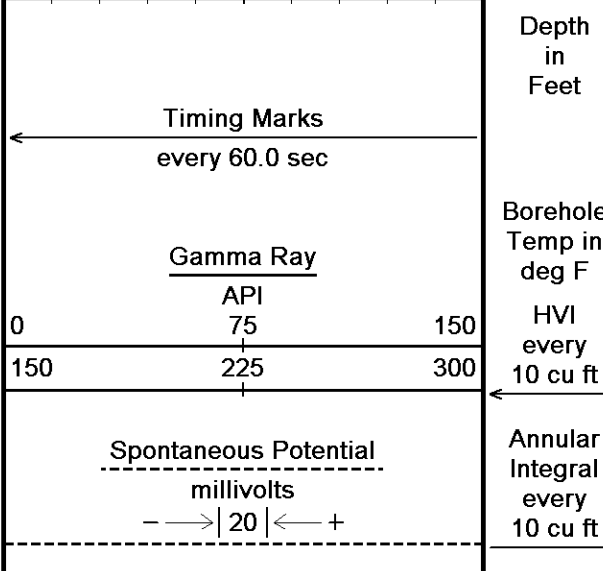 Depth
in
Feet
Timing Marks
every 60.0 sec
Borehole
Temp in
deg F
Gamma Ray
API
0 75 150
150 225 300
HVI
every
10 cu ft
Spontaneous Potential
millivolts
− 20 +
Annular
Integral
every
10 cu ft